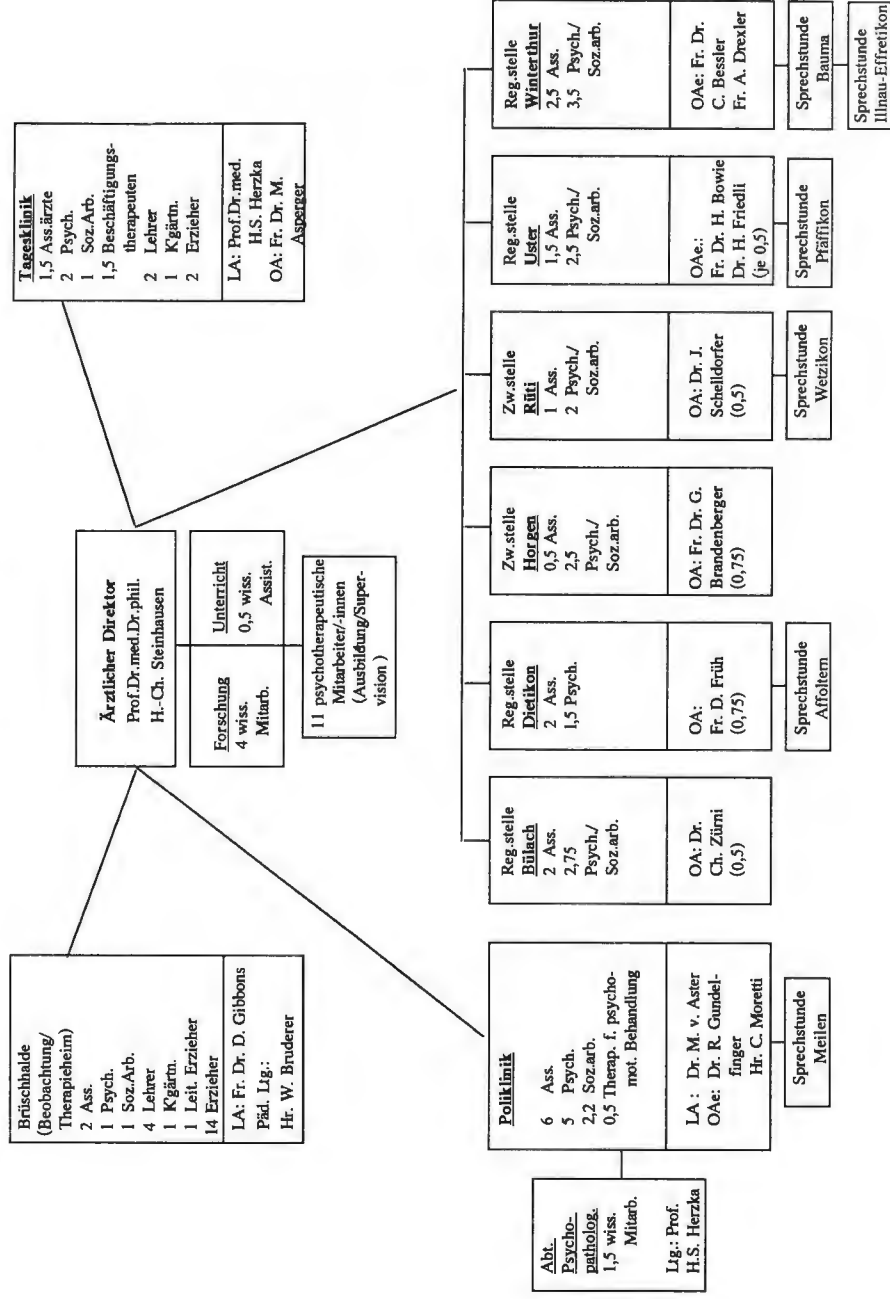 Ärztlicher Direktor
Prof.Dr.med.Dr.phil.
H.-Ch. Steinhausen
Forschung
4 wiss.
Mitarb.
Unterricht
0,5 wiss.
Assist.
11 psychotherapeutische
Mitarbeiter/-innen
(Ausbildung/Super-
vision )
Brüschhalde
(Beobachtung/
Therapieheim)
2 Ass.
1 Psych.
1 Soz.Arb.
4 Lehrer
1 K'gärtn.
1 Leit. Erzieher
14 Erzieher
LA: Fr. Dr. D. Gibbons
Päd. Ltg.:
Hr. W. Bruderer
Tagesklinik
1,5 Ass.ärzte
2 Psych.
1 Soz.Arb.
1,5 Beschäftigungs-
therapeuten
2 Lehrer
1 K'gärtn.
2 Erzieher
LA: Prof.Dr.med.
H.S. Herzka
OA: Fr. Dr. M.
Asperger
Abt.
Psycho-
patholog.
1,5 wiss.
Mitarb.
Ltg.: Prof.
H.S. Herzka
Poliklinik
6 Ass.
5 Psych.
2,2 Soz.arb.
0,5 Therap. f. psycho-
mot. Behandlung
LA : Dr. M. v. Aster
OAe: Dr. R. Gundel-
finger
Hr. C. Moretti
Sprechstunde
Meilen
Reg.stelle
Bülach
2 Ass.
2,75
Psych./
Soz.arb.
OA: Dr.
Ch. Zürni
(0,5)
Reg.stelle
Dietikon
2 Ass.
1,5 Psych.
OA:
Fr. D. Früh
(0,75)
Sprechstunde
Affoltern
Zw.stelle
Horgen
0,5 Ass.
2,5
Psych./
Soz.arb.
OA: Fr. Dr. G.
Brandenberger
(0,75)
Zw.stelle
Rüti
1 Ass.
2 Psych./
Soz.arb.
OA: Dr. J.
Schelldorfer
(0,5)
Sprechstunde
Wetzikon
Reg.stelle
Uster
1,5 Ass.
2,5 Psych./
Soz.arb.
OAe.:
Fr. Dr. H. Bowie
Dr. H. Friedli
(je 0,5)
Sprechstunde
Pfäffikon
Reg.stelle
Winterthur
2,5 Ass.
3,5 Psych./
Soz.arb.
OAe: Fr. Dr.
C. Bessler
Fr. A. Drexler
Sprechstunde
Bauma
Sprechstunde
Illnau-Effretikon